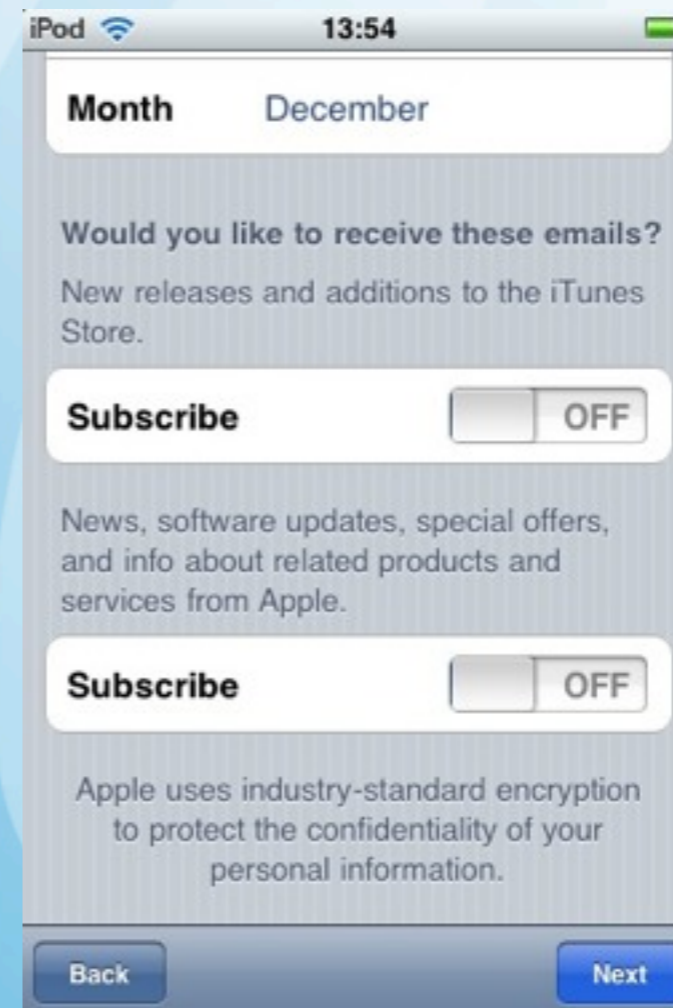 iPod 13:54
Month December
Would you like to receive these emails?
New releases and additions to the iTunes
Store.
Subscribe OFF
News, software updates, special offers,
and info about related products and
services from Apple.
Subscribe OFF
Apple uses industry-standard encryption
to protect the confidentiality of your
personal information.
Back Next